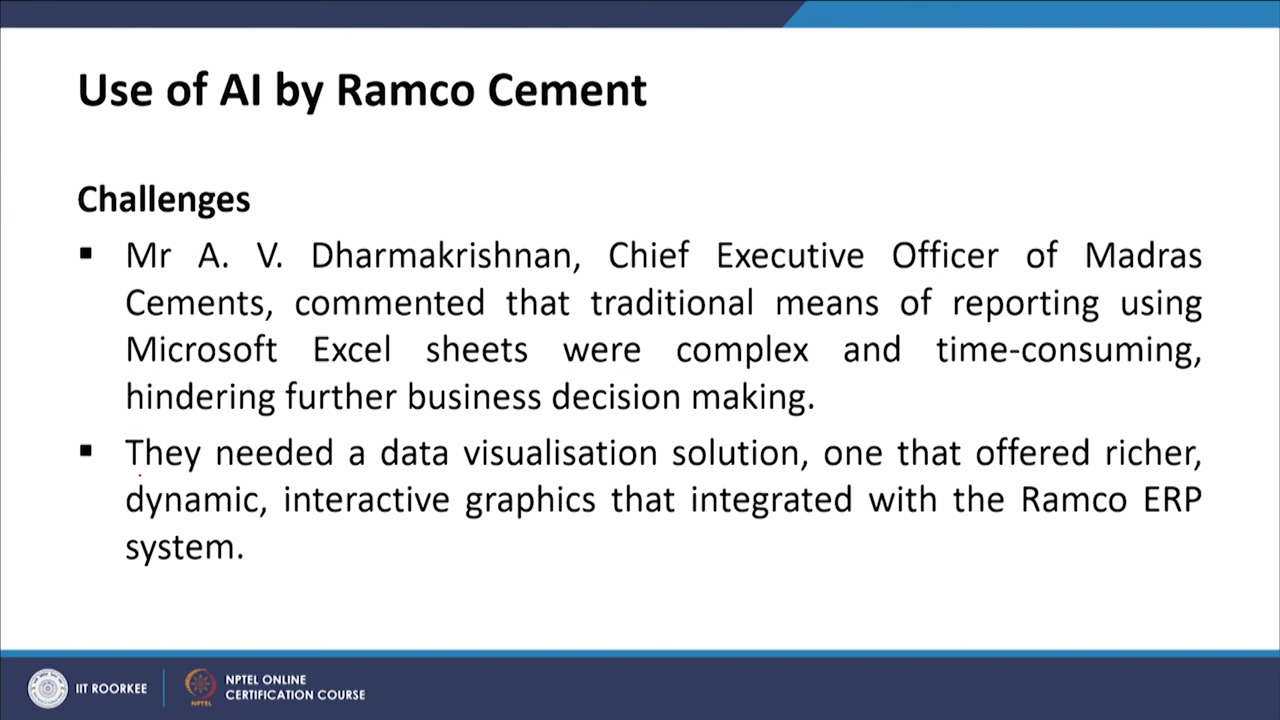 Use of AI by Ramco Cement
Challenges
▪ Mr A. V. Dharmakrishnan, Chief Executive Officer of Madras
Cements, commented that traditional means of reporting using
Microsoft Excel sheets were complex and time-consuming,
hindering further business decision making.
▪ They needed a data visualisation solution, one that offered richer,
dynamic, interactive graphics that integrated with the Ramco ERP
system.
IIT ROORKEE
NPTEL
NPTEL ONLINE
CERTIFICATION COURSE